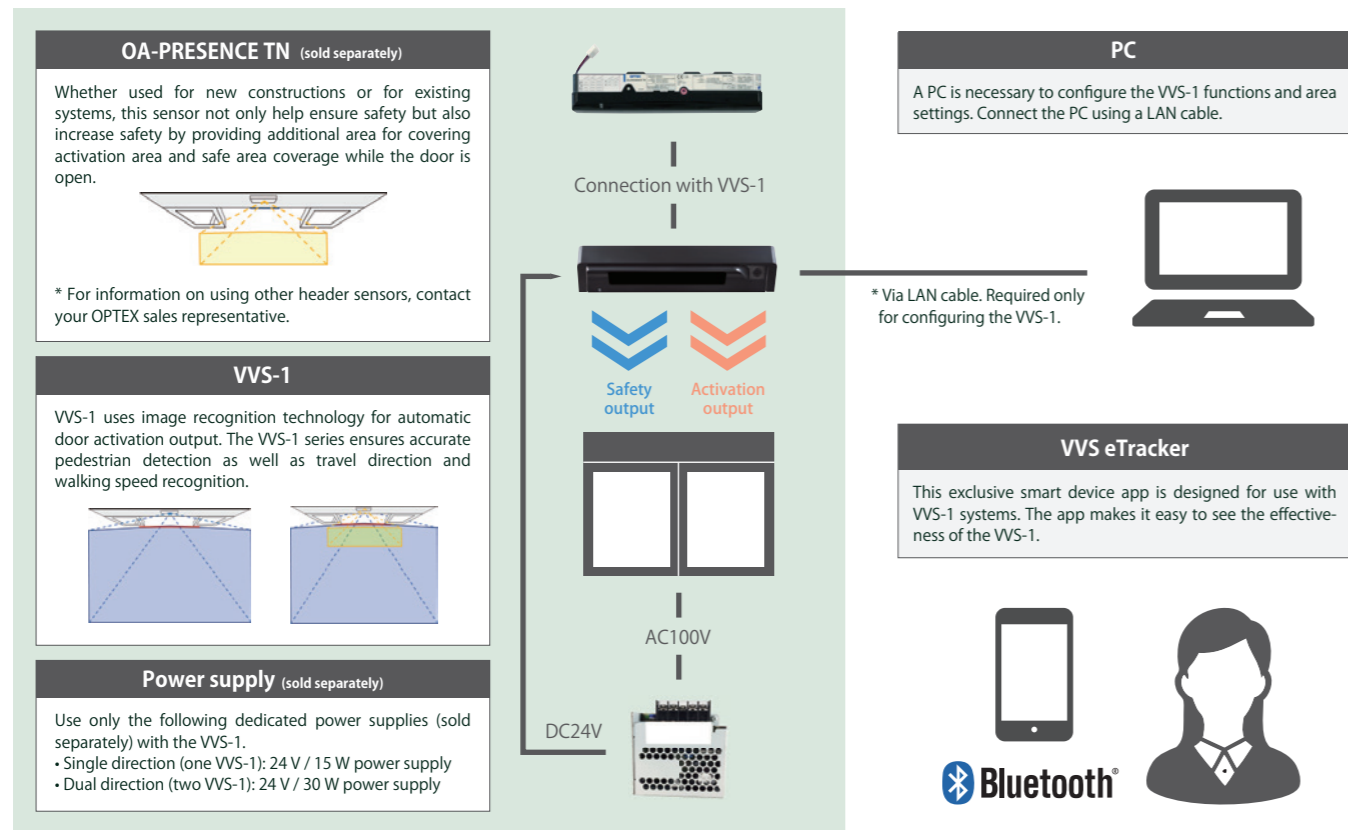 OA-PRESENCE TN (sold separately)
Whether used for new constructions or for existing
systems, this sensor not only help ensure safety but also
increase safety by providing additional area for covering
activation area and safe area coverage while the door is
open.
* For information on using other header sensors, contact
your OPTEX sales representative.
VVS-1
VVS-1 uses image recognition technology for automatic
door activation output. The VVS-1 series ensures accurate
pedestrian detection as well as travel direction and
walking speed recognition.
Power supply (sold separately)
Use only the following dedicated power supplies (sold
separately) with the VVS-1.
• Single direction (one VVS-1): 24 V / 15 W power supply
• Dual direction (two VVS-1): 24 V / 30 W power supply
Connection with VVS-1
Safety
output
Activation
output
AC100V
DC24V
PC
A PC is necessary to configure the VVS-1 functions and area
settings. Connect the PC using a LAN cable.
* Via LAN cable. Required only
for configuring the VVS-1.
VVS eTracker
This exclusive smart device app is designed for use with
VVS-1 systems. The app makes it easy to see the effective-
ness of the VVS-1.
Bluetooth®